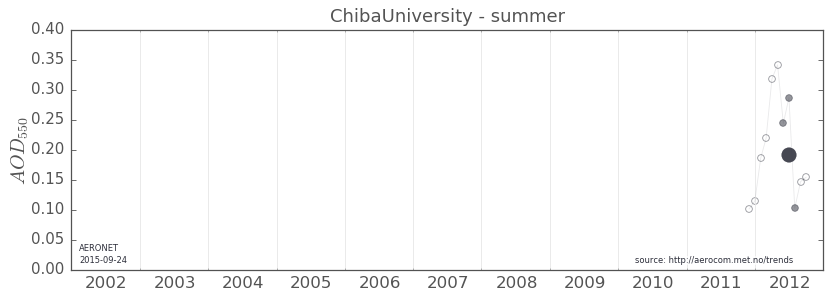 ChibaUniversity - summer
0.40
0.35
0.30
0.25
0.20
0.15
0.10
0.05
0.00
AOD550
AERONET
2015-09-24
source: http://aerocom.met.no/trends
2002 2003 2004 2005 2006 2007 2008 2009 2010 2011 2012